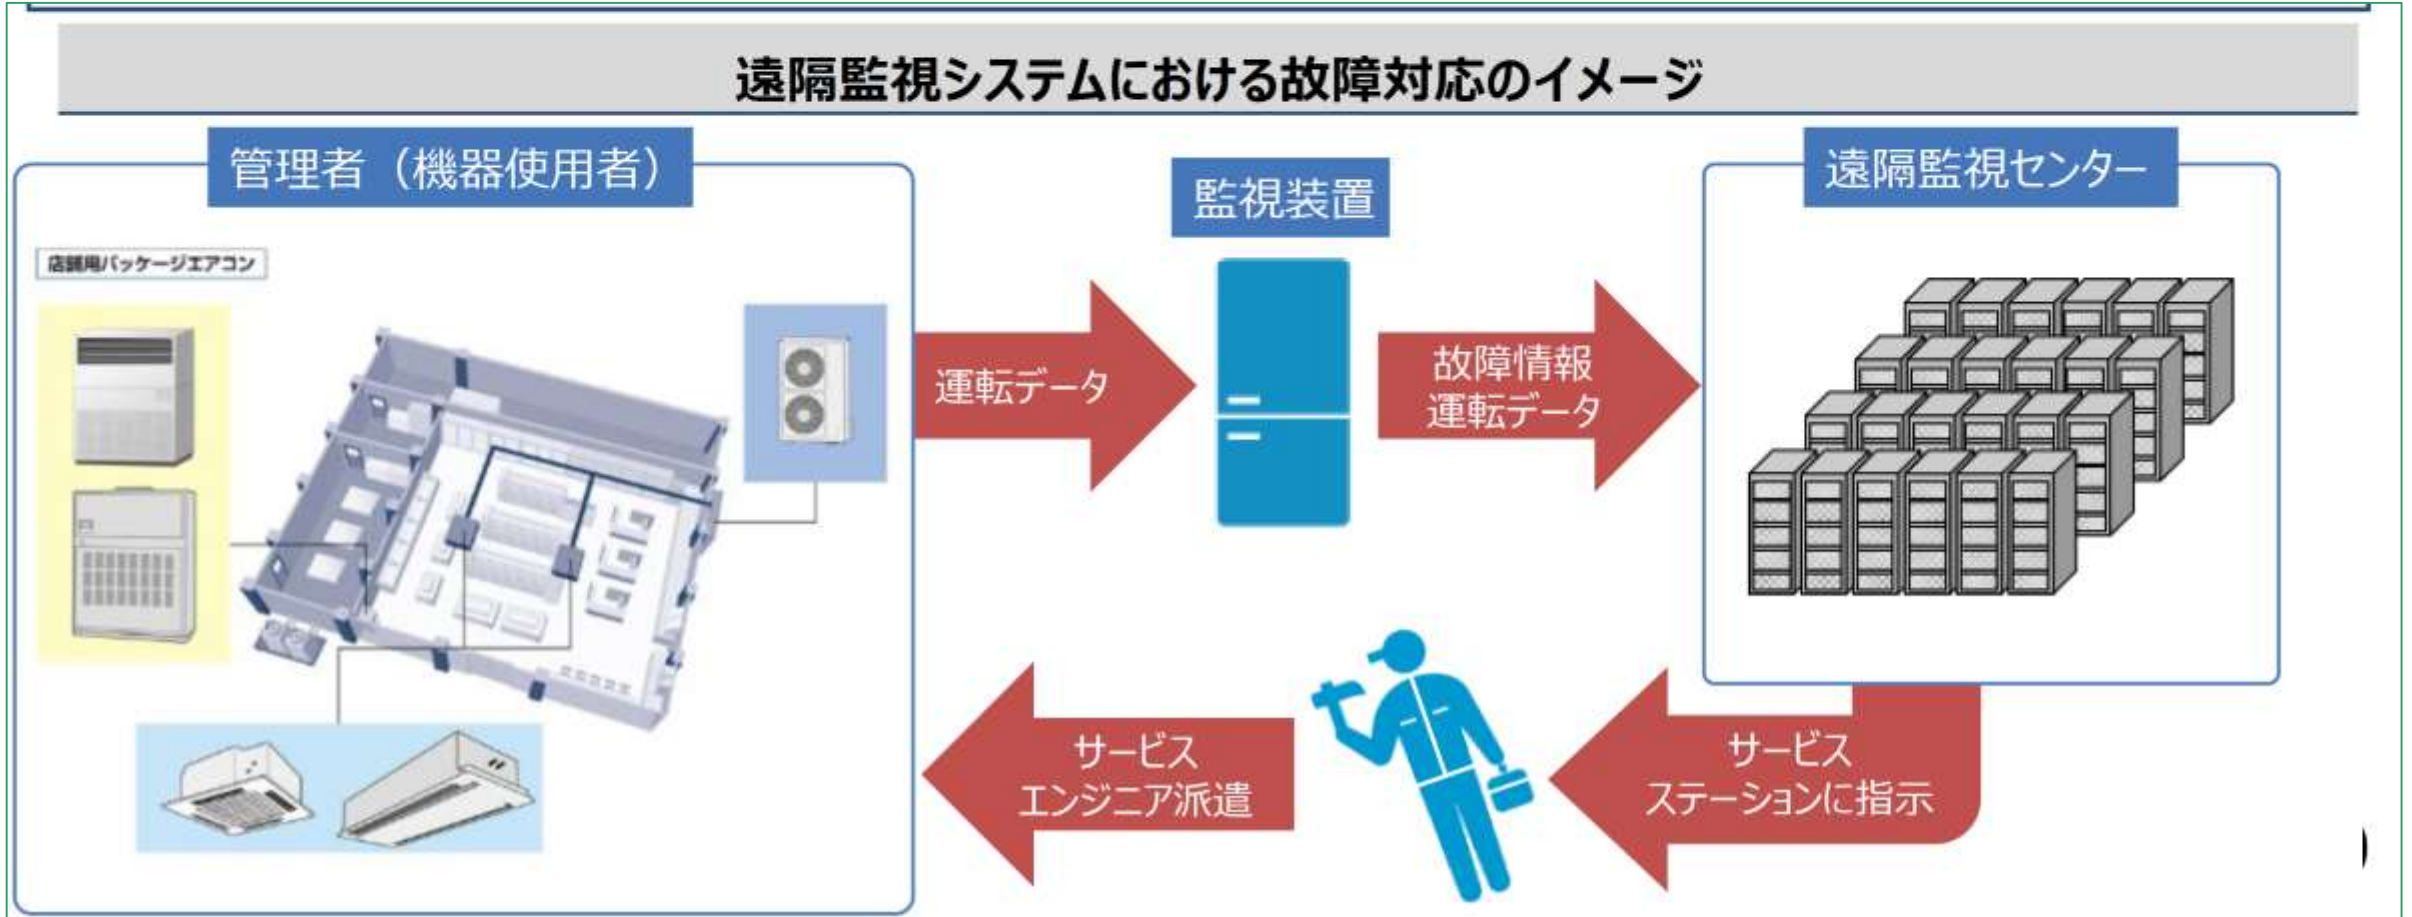 遠隔監視システムにおける故障対応のイメージ
管理者（機器使用者）
監視装置
遠隔監視センター
店舗用パッケージエアコン
運転データ
故障情報
運転データ
サービス
エンジニア派遣
サービス
ステーションに指示